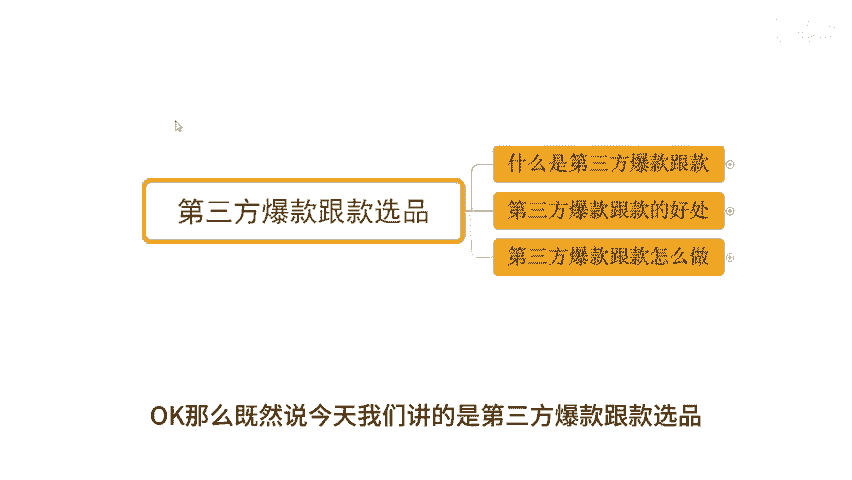 第三方爆款跟款选品
什么是第三方爆款跟款
第三方爆款跟款的好处
第三方爆款跟款怎么做
OK那么既然说今天我们讲的是第三方爆款跟款选品